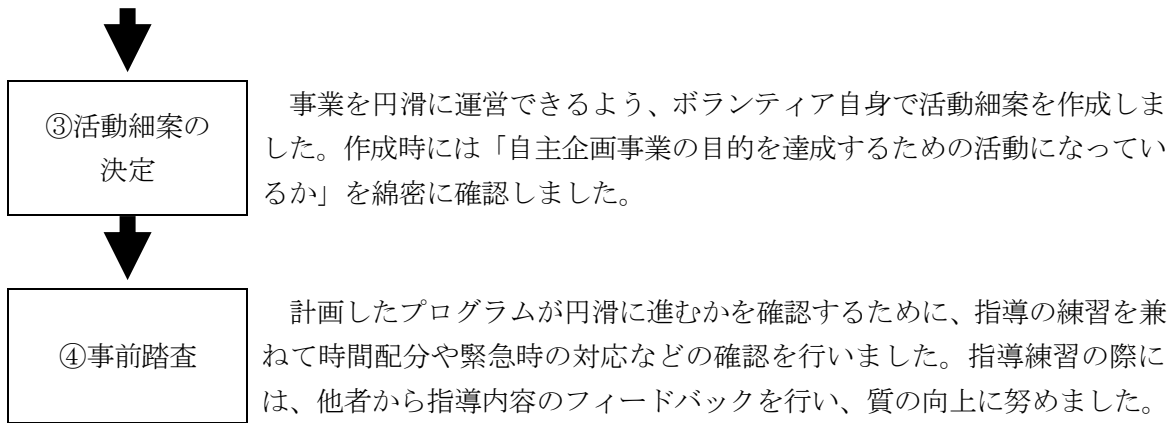 ③活動細案の
決定
事業を円滑に運営できるよう、ボランティア自身で活動細案を作成しま
した。作成時には「自主企画事業の目的を達成するための活動になってい
るか」を綿密に確認しました。
④事前踏査
計画したプログラムが円滑に進むかを確認するために、指導の練習を兼
ねて時間配分や緊急時の対応などの確認を行いました。指導練習の際に
は、他者から指導内容のフィードバックを行い、質の向上に努めました。